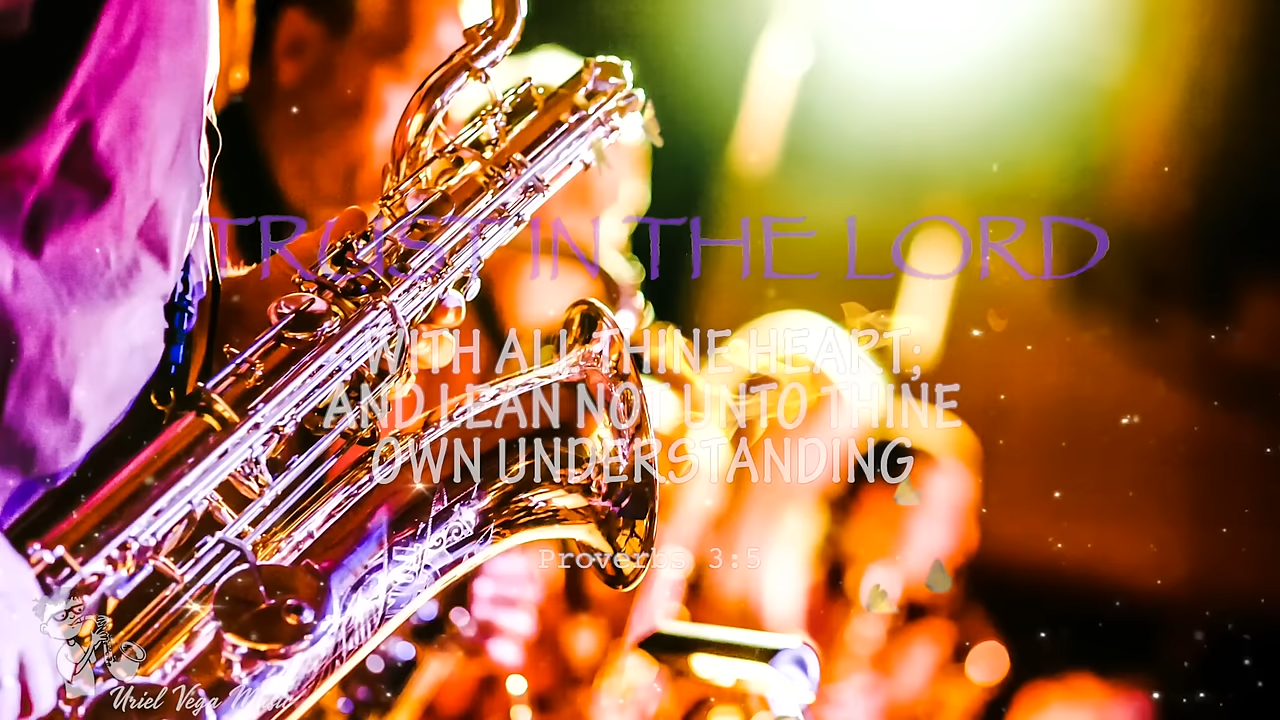 TRUST IN THE LORD
WITH ALL THINE HEART;
AND LEAN NOT UNTO THINE
OWN UNDERSTANDING
Proverbs 3:5
Uriel Vega Music